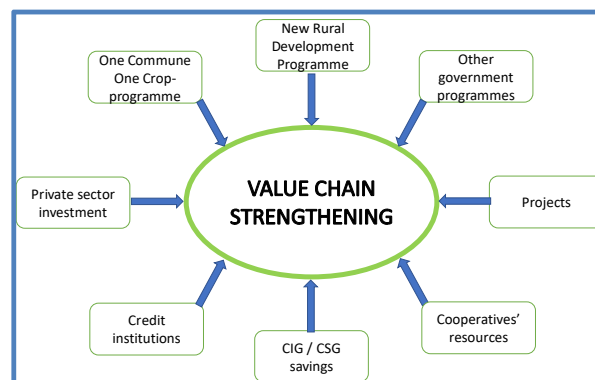 New Rural
Development
Programme
One Commune
One Crop-
programme
Other
government
programmes
Private sector
investment
VALUE CHAIN
STRENGTHENING
Projects
Credit
institutions
CIG / CSG
savings
Cooperatives'
resources